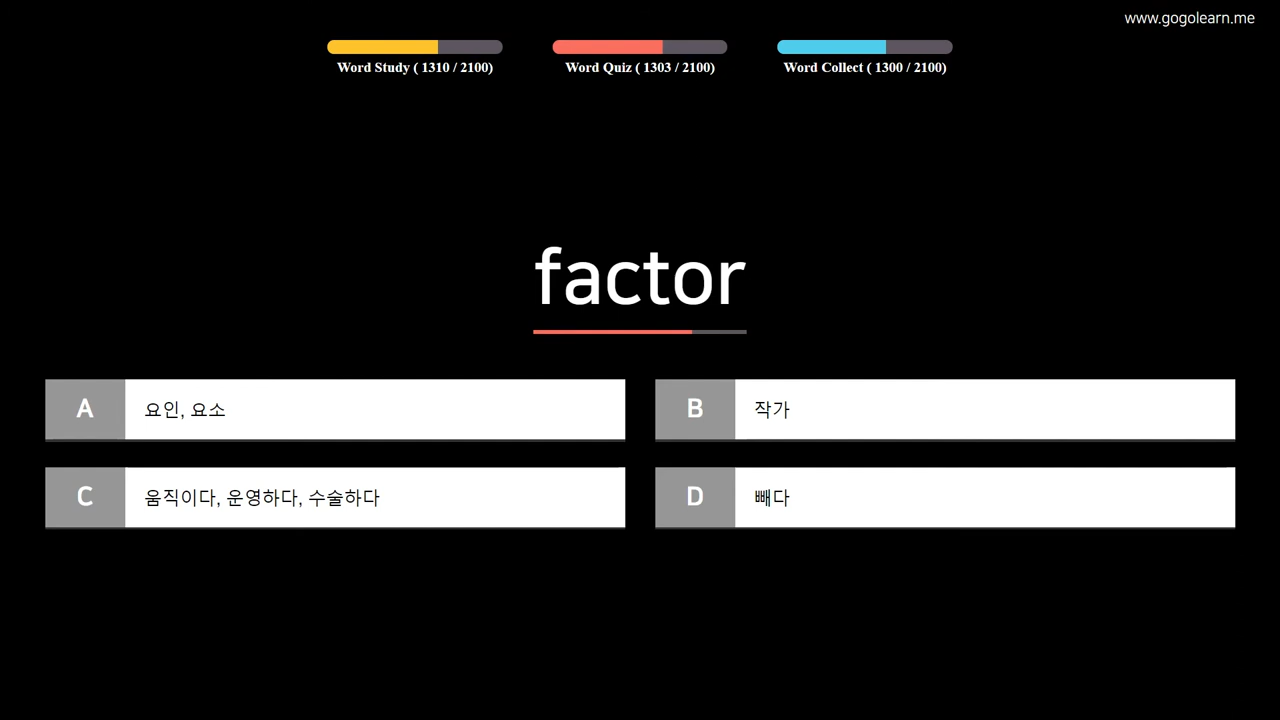 www.gogolearn.me
Word Study ( 1310 / 2100)
Word Quiz ( 1303 / 2100)
Word Collect ( 1300 / 2100)
factor
A 요인, 요소
B 작가
C 움직이다, 운영하다, 수술하다
D 빼다